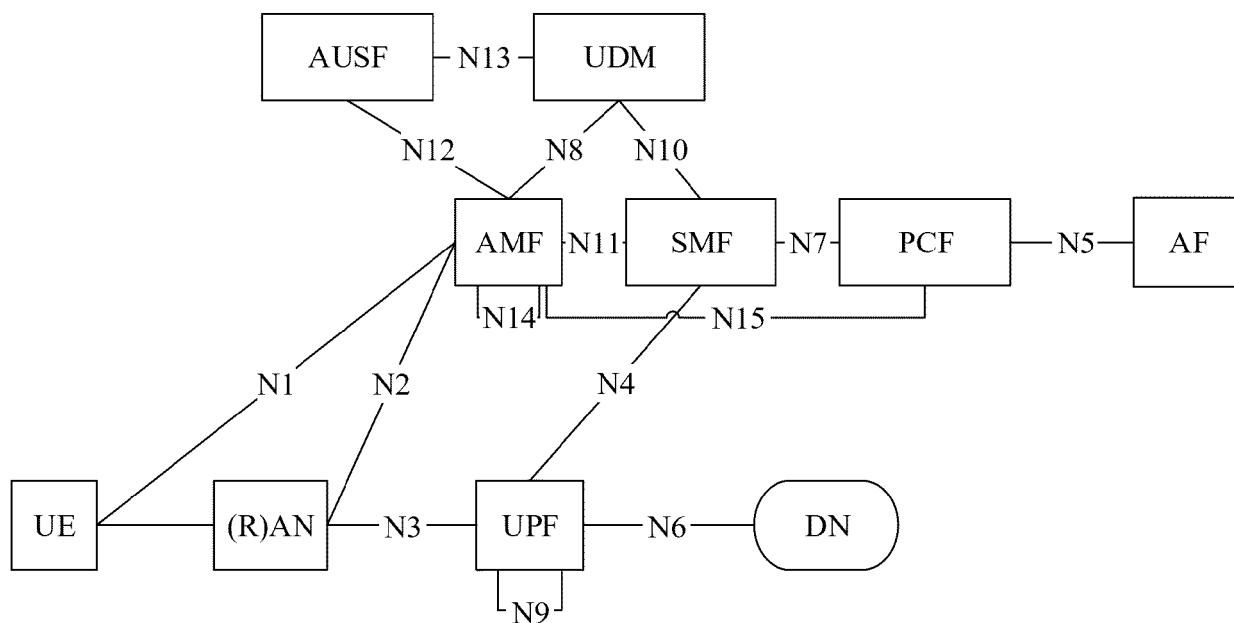 AUSF N13 UDM
N12 N8 N10
AMF N11 SMF N7 PCF N5 AF
N14 N15
N1 N2 N4
UE (R)AN N3 UPF N6 DN
N9